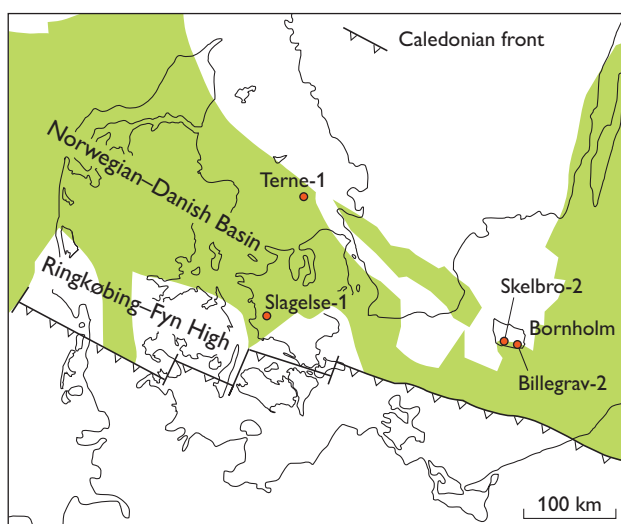 Caledonian front
Norwegian–Danish Basin
Terne-1
Ringkøbing–Fyn High
Slagelse-1
Skelbro-2
Bornholm
Billegrav-2
100 km